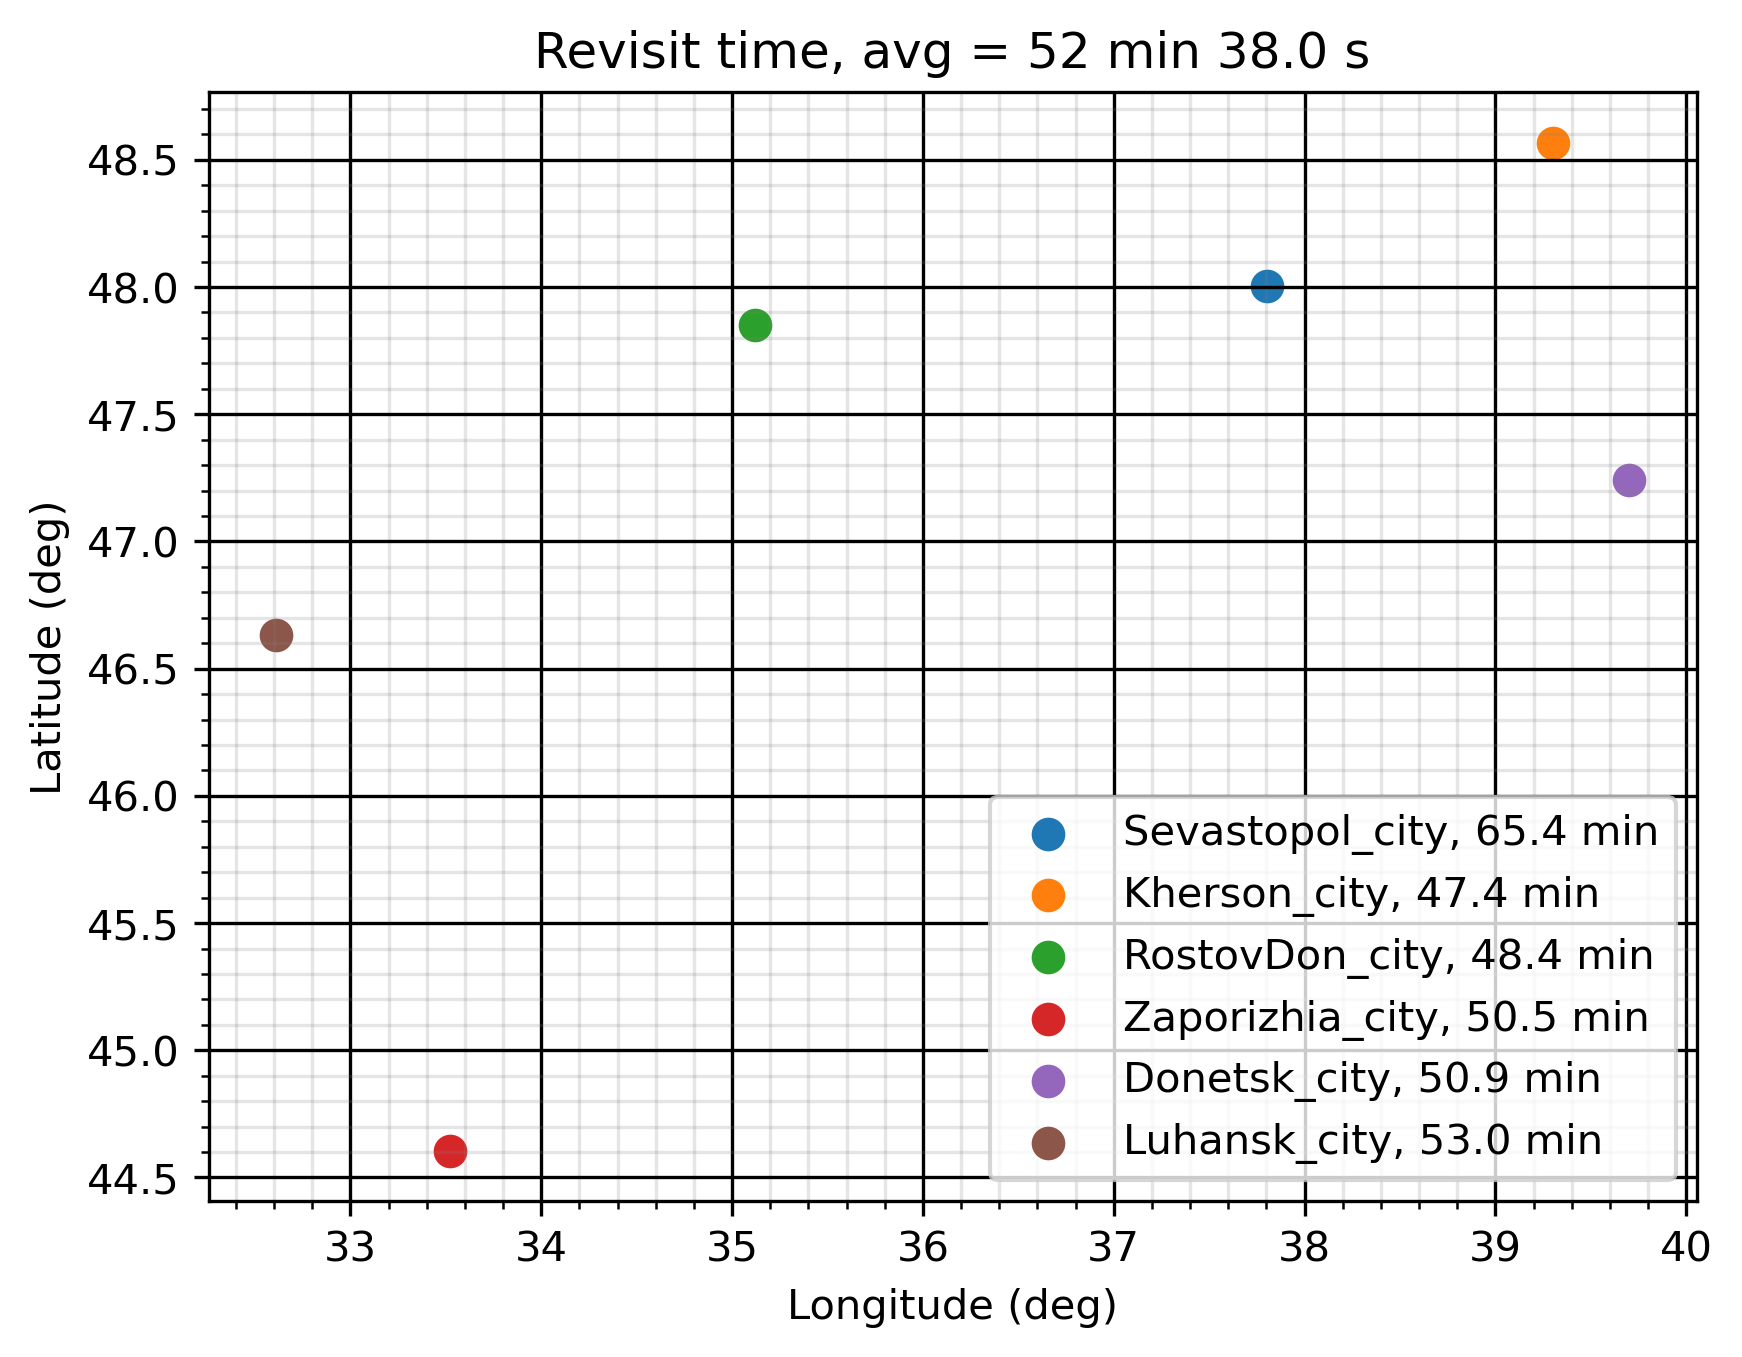 Revisit time, avg = 52 min 38.0 s
48.5
48.0
47.5
47.0
46.5
46.0
45.5
45.0
44.5
Latitude (deg)
Sevastopol_city, 65.4 min
Kherson_city, 47.4 min
RostovDon_city, 48.4 min
Zaporizhia_city, 50.5 min
Donetsk_city, 50.9 min
Luhansk_city, 53.0 min
33 34 35 36 37 38 39 40
Longitude (deg)